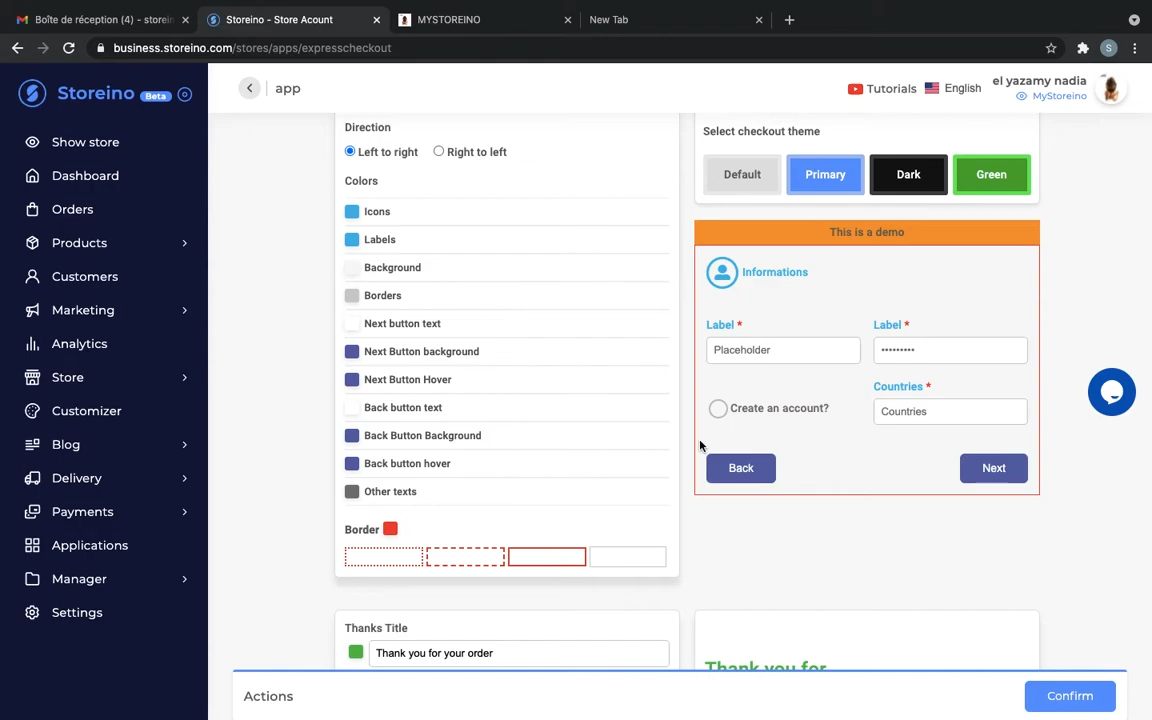 Boîte de réception (4) - storein
Storeino - Store Acount
MYSTOREINO
New Tab
business.storeino.com/stores/apps/expresscheckout
S
Storeino Beta
app
Tutorials
English
el yazamy nadia
MyStoreino
Show store
Dashboard
Orders
Products
Customers
Marketing
Analytics
Store
Customizer
Blog
Delivery
Payments
Applications
Manager
Settings
Direction
Left to right
Right to left
Colors
Icons
Labels
Background
Borders
Next button text
Next Button background
Next Button Hover
Back button text
Back Button Background
Back button hover
Other texts
Border
Thanks Title
Thank you for your order
Select checkout theme
Default
Primary
Dark
Green
This is a demo
Informations
Label *
Label *
Placeholder
•••••••••
Countries *
Create an account?
Countries
Back
Next
Thank you for
Actions
Confirm